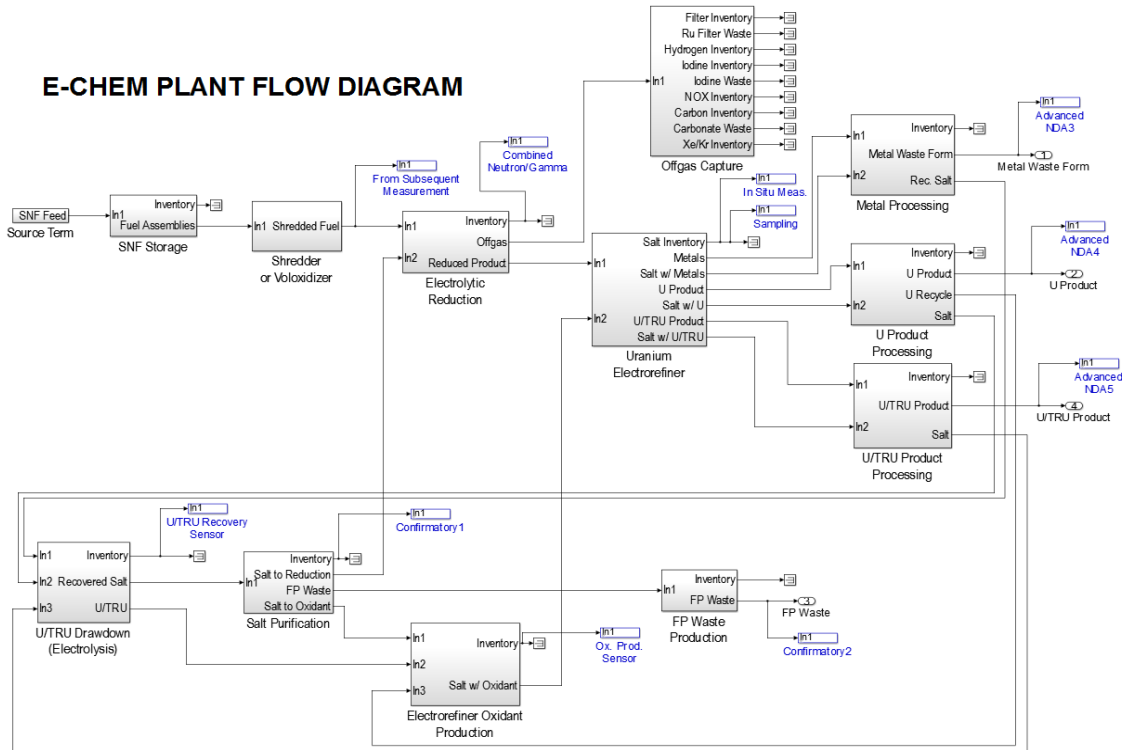 E-CHEM PLANT FLOW DIAGRAM
SNF Feed
Source Term
In1
Inventory
Fuel Assemblies
SNF Storage
In1
Shredded Fuel
Shredder
or Voloxidizer
In1
From Subsequent
Measurement
In1
Combined
Neutron/Gamma
In1
In2
Inventory
Offgas
Reduced Product
Electrolytic
Reduction
In1
Filter Inventory
Ru Filter Waste
Hydrogen Inventory
Iodine Inventory
Iodine Waste
NOX Inventory
Carbon Inventory
Carbonate Waste
Xe/Kr Inventory
Offgas Capture
In1
In Situ Meas.
In1
Sampling
In1
In2
Salt Inventory
Metals
Salt w/ Metals
U Product
Salt w/ U
U/TRU Product
Salt w/ U/TRU
Uranium
Electrorefiner
In1
In2
Inventory
Metal Waste Form
Rec. Salt
Metal Processing
In1
Advanced
NDA3
1
Metal Waste Form
In1
In2
Inventory
U Product
U Recycle
Salt
U Product
Processing
In1
Advanced
NDA4
2
U Product
In1
In2
Inventory
U/TRU Product
Salt
U/TRU Product
Processing
In1
Advanced
NDA5
4
U/TRU Product
In1
In2
In3
Inventory
Recovered Salt
U/TRU
U/TRU Drawdown
(Electrolysis)
In1
U/TRU Recovery
Sensor
In1
Inventory
Salt to Reduction
FP Waste
Salt to Oxidant
Salt Purification
In1
Confirmatory1
In1
In2
In3
Inventory
Salt w/ Oxidant
Electrorefiner Oxidant
Production
In1
Ox. Prod.
Sensor
In1
Inventory
FP Waste
FP Waste
Production
3
FP Waste
In1
Confirmatory2